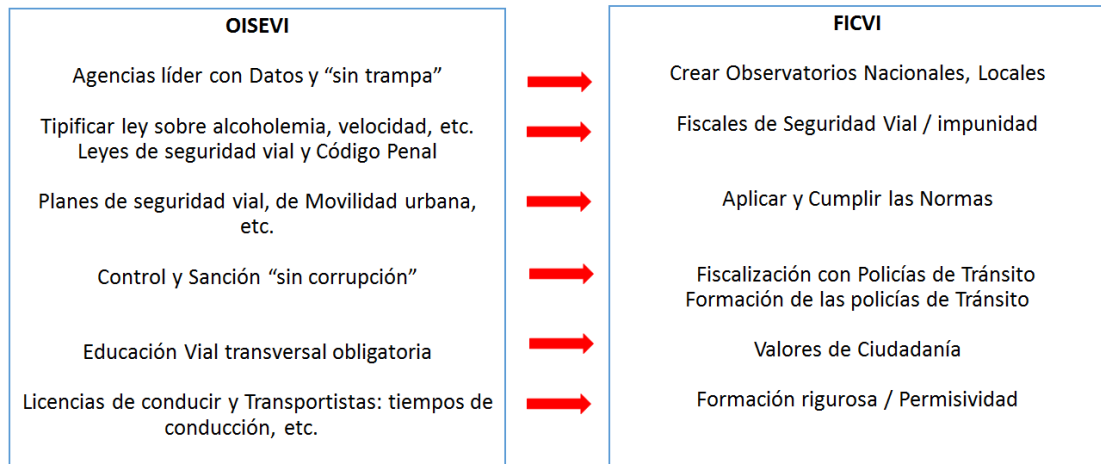 OISEVI
Agencias líder con Datos y “sin trampa”
Tipificar ley sobre alcoholemia, velocidad, etc.
Leyes de seguridad vial y Código Penal
Planes de seguridad vial, de Movilidad urbana,
etc.
Control y Sanción “sin corrupción”
Educación Vial transversal obligatoria
Licencias de conducir y Transportistas: tiempos de
conducción, etc.
FICVI
Crear Observatorios Nacionales, Locales
Fiscales de Seguridad Vial / impunidad
Aplicar y Cumplir las Normas
Fiscalización con Policías de Tránsito
Formación de las policías de Tránsito
Valores de Ciudadanía
Formación rigurosa / Permisividad